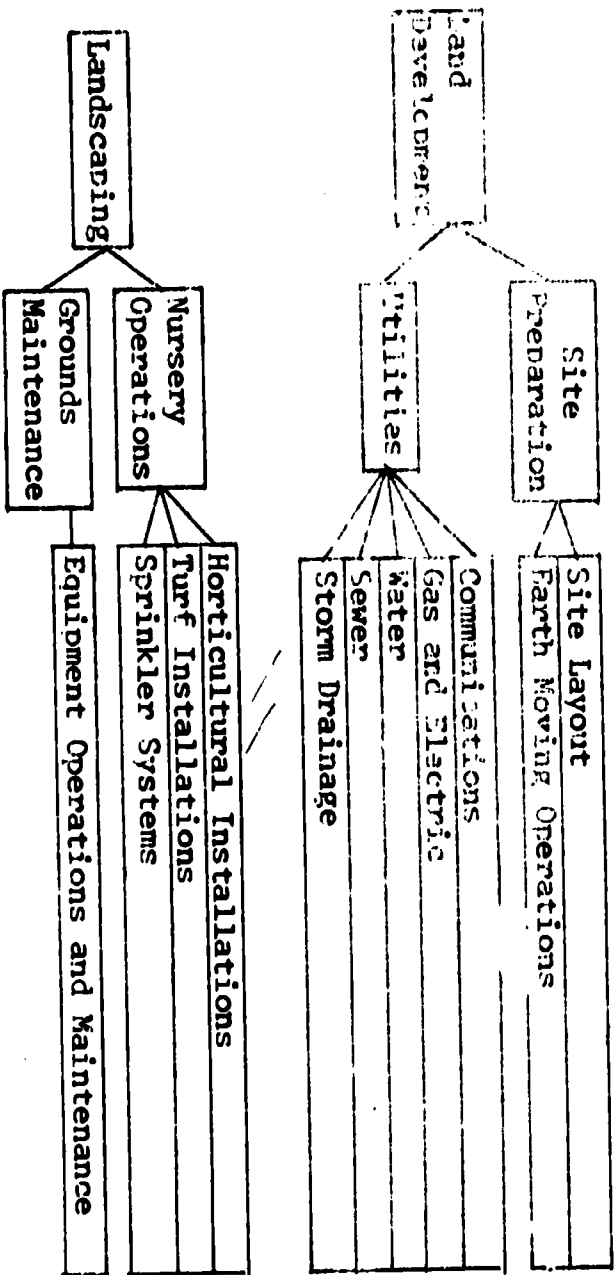 Land
Development
Site
Preparation
Site Layout
Earth Moving Operations
Utilities
Communications
Gas and Electric
Water
Sewer
Storm Drainage
Landscaping
Nursery
Operations
Horticultural Installations
Turf Installations
Sprinkler Systems
Grounds
Maintenance
Equipment Operations and Maintenance